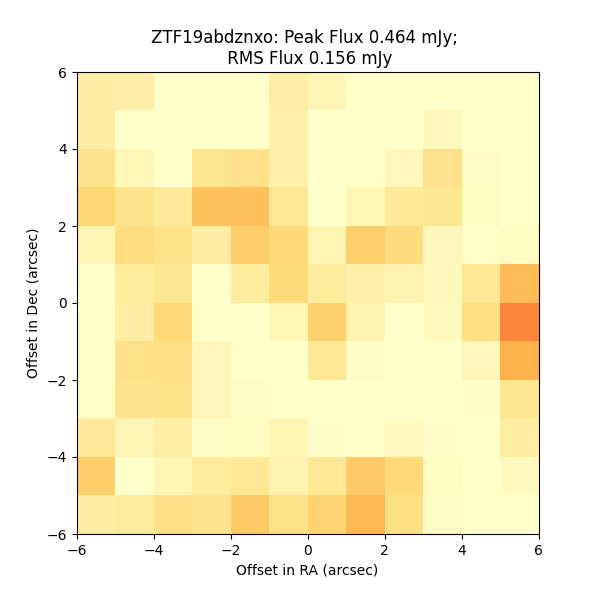 ZTF19abdznxo: Peak Flux 0.464 mJy;
RMS Flux 0.156 mJy
6
4
2
0
−2
−4
−6
Offset in Dec (arcsec)
−6 −4 −2 0 2 4 6
Offset in RA (arcsec)